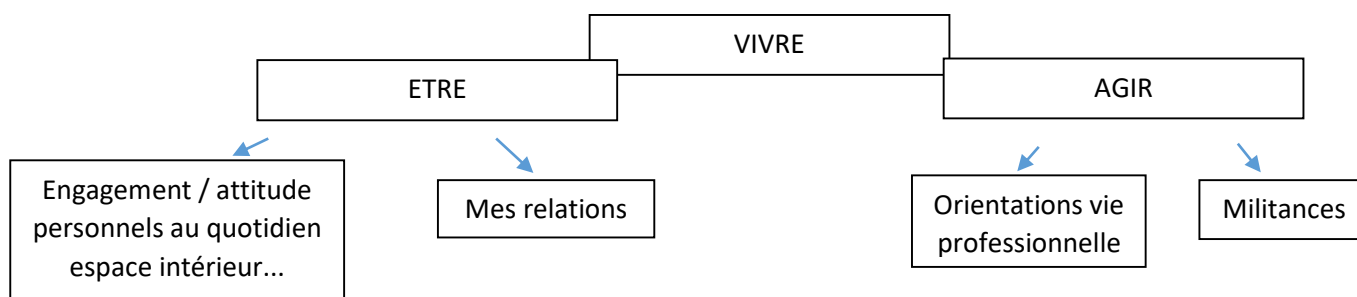 VIVRE
ETRE
AGIR
Engagement / attitude
personnels au quotidien
espace intérieur...
Mes relations
Orientations vie
professionnelle
Militances